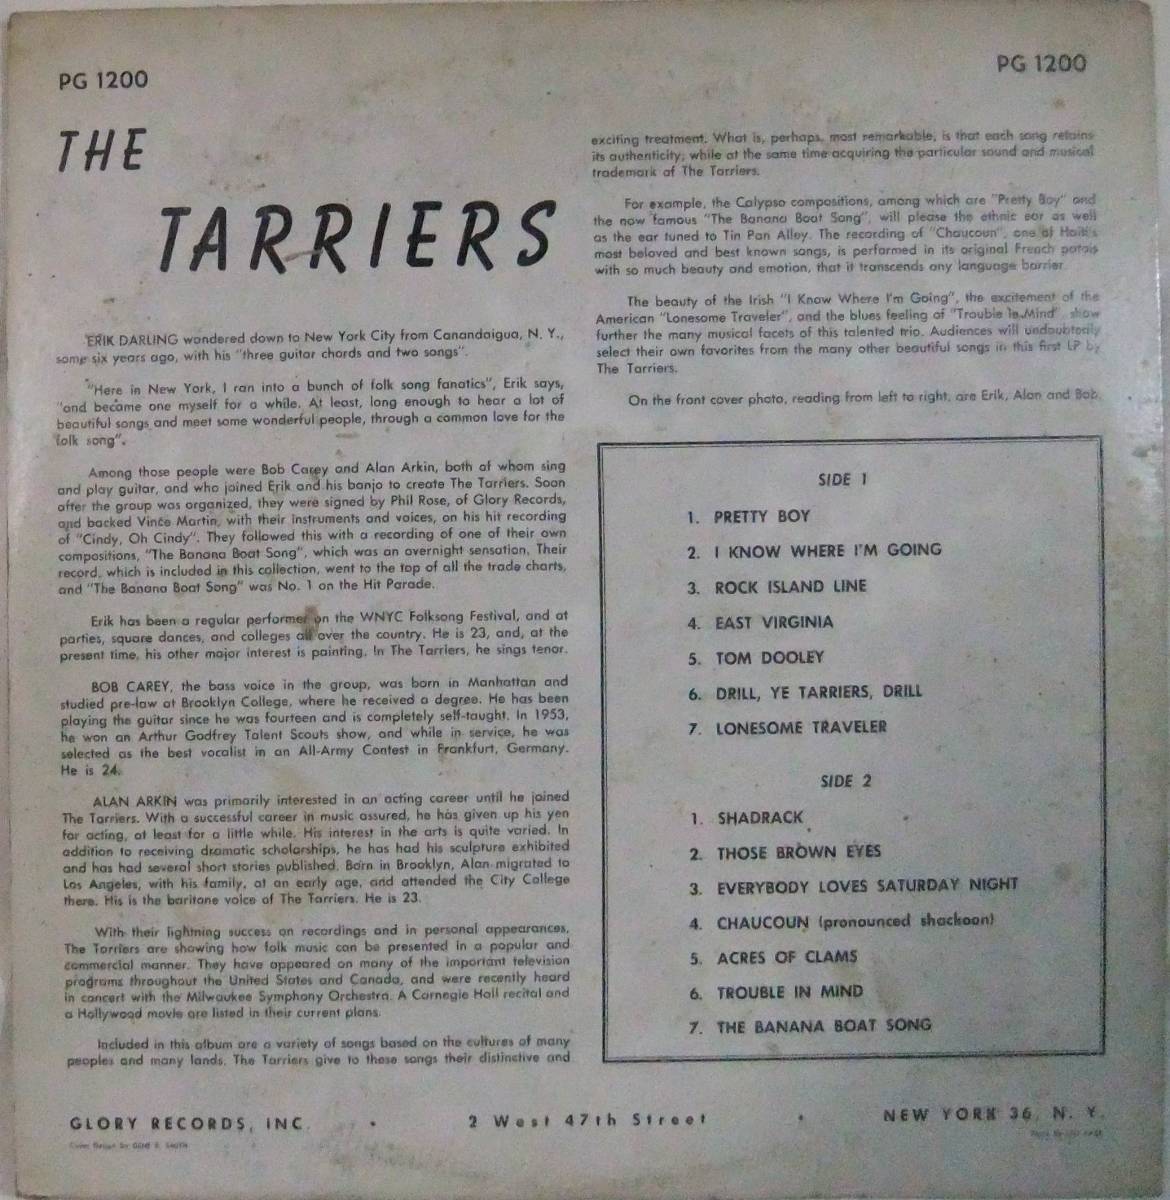 PG 1200
PG 1200
THE
TARRIERS
ERIK DARLING wandered down to New York City from Canandaigua, N. Y.,
some six years ago, with his "three guitar chords and two songs".
"Here in New York, I ran into a bunch of folk song fanatics", Erik says,
"and became one myself for a while. At least, long enough to hear a lot of
beautiful songs and meet some wonderful people, through a common love for the
folk song".
Among those people were Bob Carey and Alan Arkin, both of whom sing
and play guitar, and who joined Erik and his banjo to create The Tarriers. Soon
after the group was organized, they were signed by Phil Rose, of Glory Records,
and backed Vince Martin, with their instruments and voices, on his hit recording
of "Cindy, Oh Cindy". They followed this with a recording of one of their own
compositions, "The Banana Boat Song", which was an overnight sensation. Their
record, which is included in this collection, went to the top of all the trade charts,
and "The Banana Boat Song" was No. 1 on the Hit Parade.
Erik has been a regular performer on the WNYC Folksong Festival, and at
parties, square dances, and colleges all over the country. He is 23, and, at the
present time, his other major interest is painting. In The Tarriers, he sings tenor.
BOB CAREY, the bass voice in the group, was born in Manhattan and
studied pre-law at Brooklyn College, where he received a degree. He has been
playing the guitar since he was fourteen and is completely self-taught. In 1953,
he won an Arthur Godfrey Talent Scouts show, and while in service, he was
selected as the best vocalist in an All-Army Contest in Frankfurt, Germany.
He is 24.
ALAN ARKIN was primarily interested in an acting career until he joined
The Tarriers. With a successful career in music assured, he has given up his yen
for acting, at least for a little while. His interest in the arts is quite varied. In
addition to receiving dramatic scholarships, he has had his sculpture exhibited
and has had several short stories published. Born in Brooklyn, Alan migrated to
Los Angeles, with his family, at an early age, and attended the City College
there. His is the baritone voice of The Tarriers. He is 23.
With their lightning success on recordings and in personal appearances,
The Tarriers are showing how folk music can be presented in a popular and
commercial manner. They have appeared on many of the important television
programs throughout the United States and Canada, and were recently heard
in concert with the Milwaukee Symphony Orchestra. A Carnegie Hall recital and
a Hollywood movie are listed in their current plans.
Included in this album are a variety of songs based on the cultures of many
peoples and many lands. The Tarriers give to these songs their distinctive and
exciting treatment. What is, perhaps, most remarkable, is that each song retains
its authenticity, while at the same time acquiring the particular sound and musical
trademark of The Tarriers.
For example, the Calypso compositions, among which are "Pretty Boy" and
the now famous "The Banana Boat Song", will please the ethnic ear as well
as the ear tuned to Tin Pan Alley. The recording of "Chaucoun", one of Haiti's
most beloved and best known songs, is performed in its original French patois
with so much beauty and emotion, that it transcends any language barrier.
The beauty of the Irish "I Know Where I'm Going", the excitement of the
American "Lonesome Traveler", and the blues feeling of "Trouble In Mind" show
further the many musical facets of this talented trio. Audiences will undoubtedly
select their own favorites from the many other beautiful songs in this first LP by
The Tarriers.
On the front cover photo, reading from left to right, are Erik, Alan and Bob.
SIDE 1
1. PRETTY BOY
2. I KNOW WHERE I'M GOING
3. ROCK ISLAND LINE
4. EAST VIRGINIA
5. TOM DOOLEY
6. DRILL, YE TARRIERS, DRILL
7. LONESOME TRAVELER
SIDE 2
1. SHADRACK
2. THOSE BROWN EYES
3. EVERYBODY LOVES SATURDAY NIGHT
4. CHAUCOUN (pronounced shackoon)
5. ACRES OF CLAMS
6. TROUBLE IN MIND
7. THE BANANA BOAT SONG
GLORY RECORDS, INC. • 2 West 47th Street • NEW YORK 36, N. Y.
Cover Design by GENE